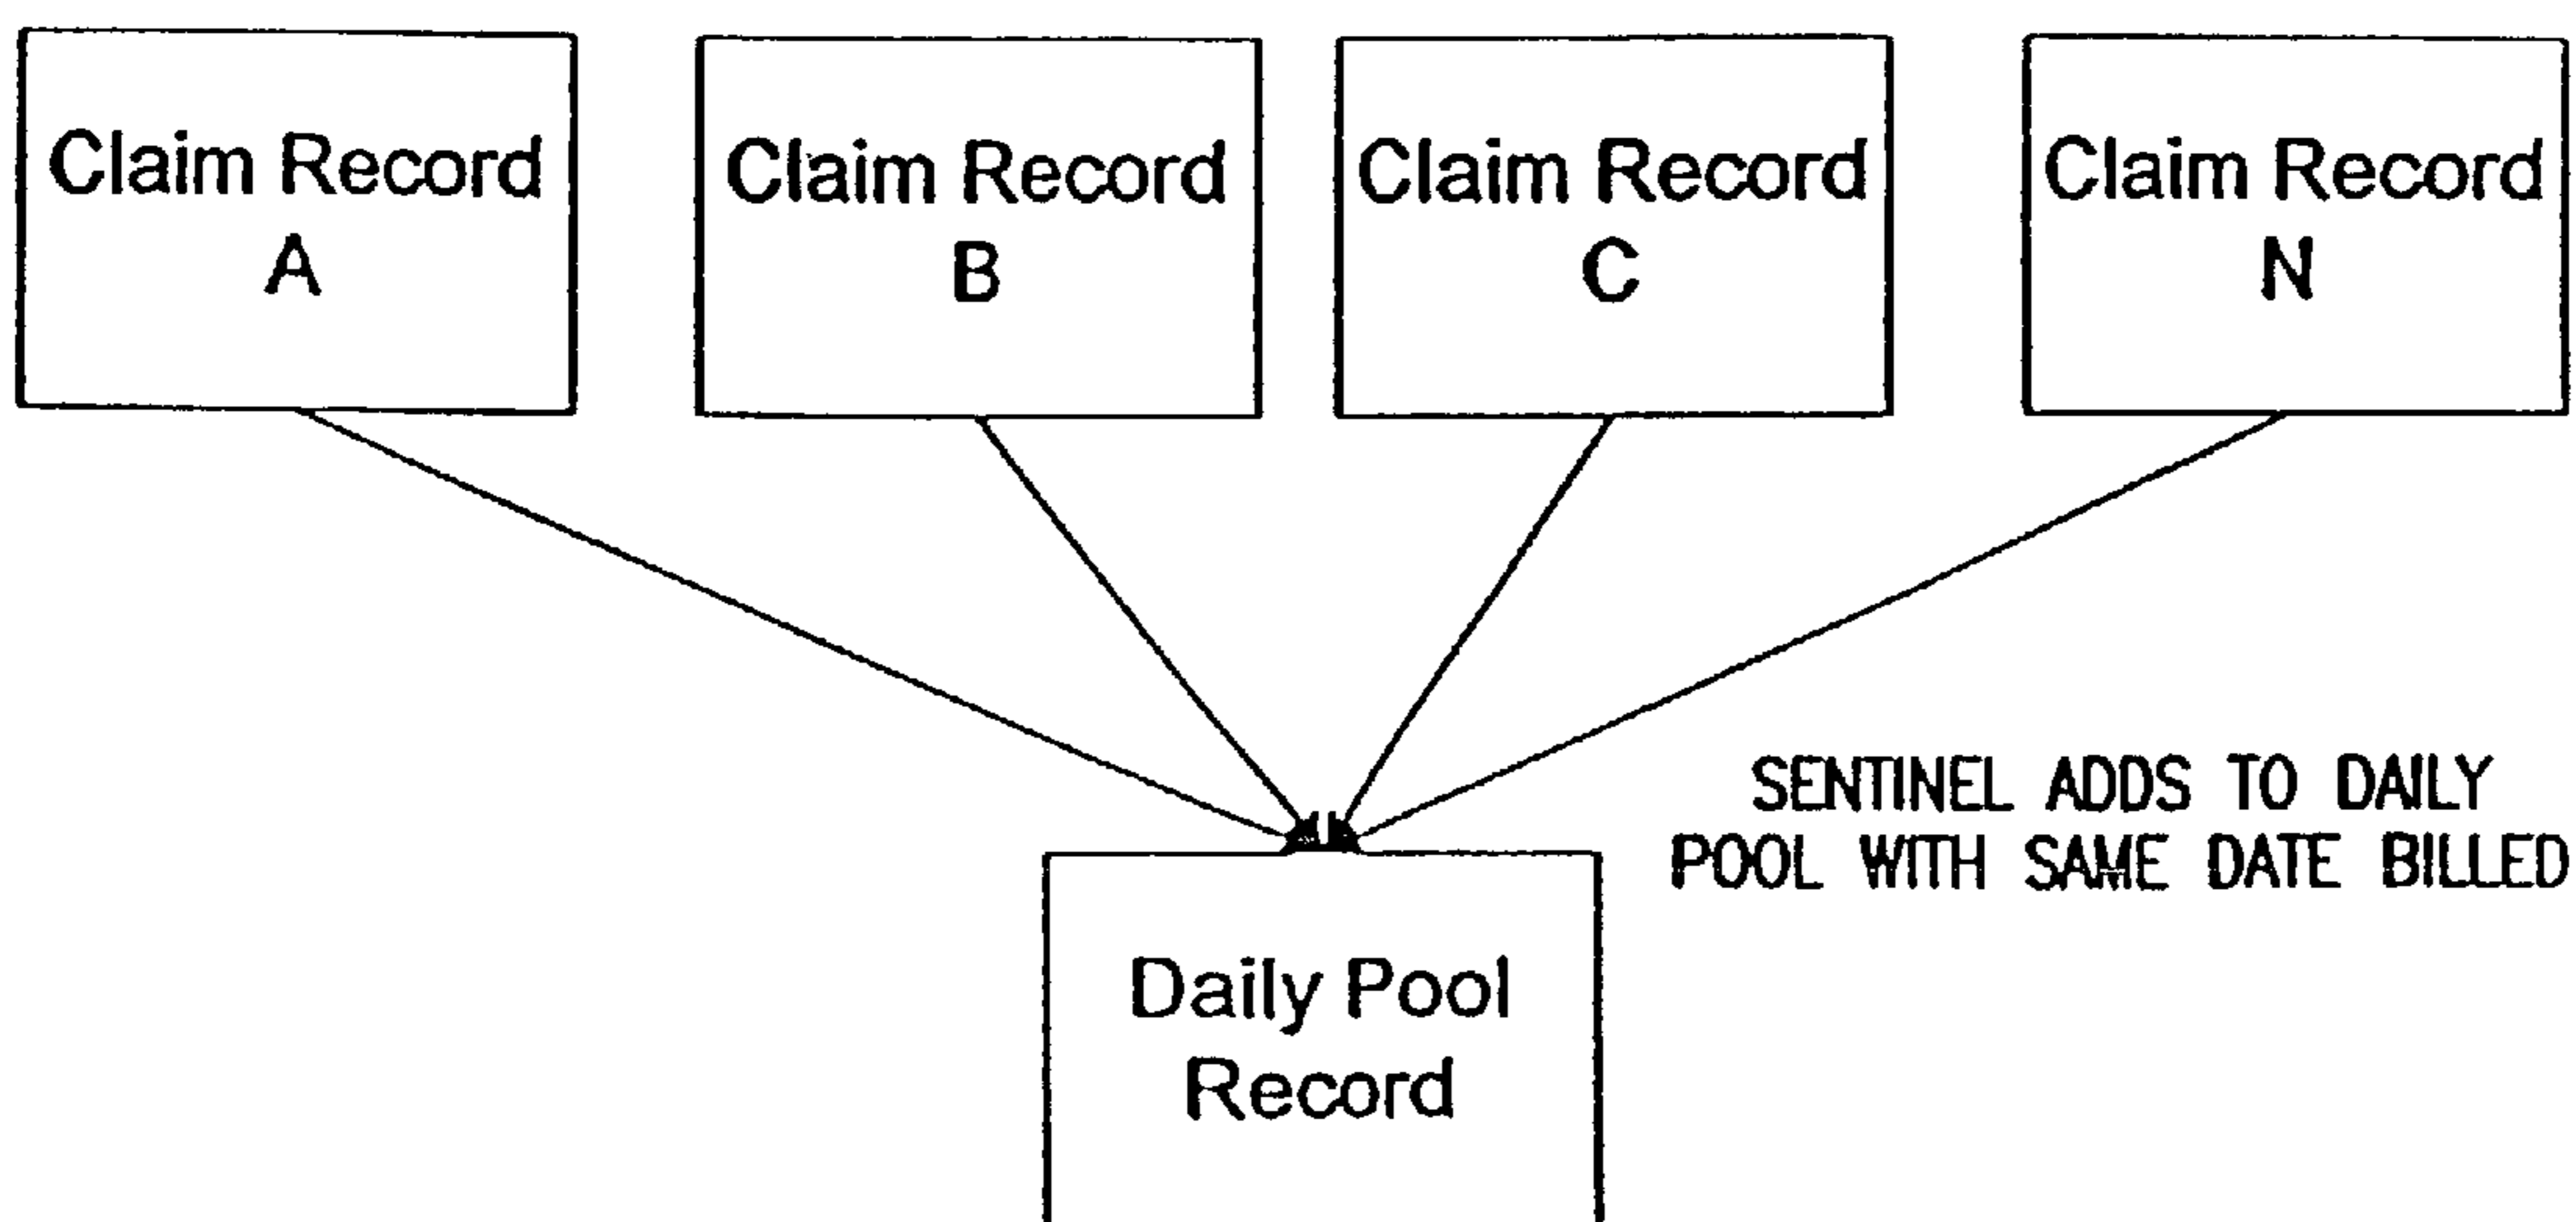 Claim Record
A
Claim Record
B
Claim Record
C
Claim Record
N
SENTINEL ADDS TO DAILY
POOL WITH SAME DATE BILLED
Daily Pool
Record